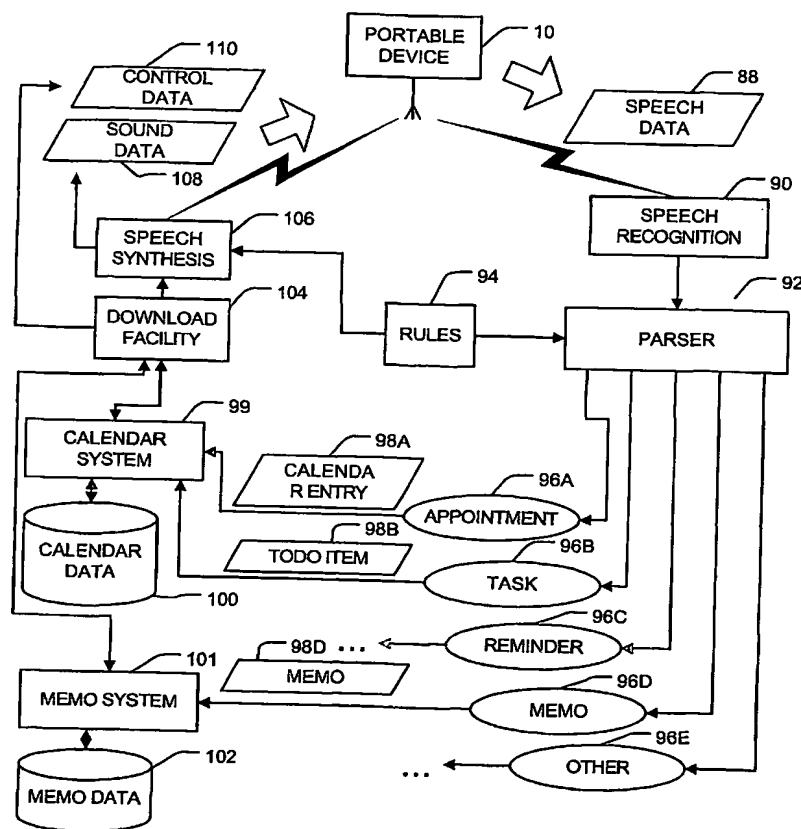 PORTABLE
DEVICE
10
110
CONTROL
DATA
SOUND
DATA
108
88
SPEECH
DATA
90
SPEECH
RECOGNITION
106
SPEECH
SYNTHESIS
104
DOWNLOAD
FACILITY
94
RULES
92
PARSER
99
CALENDAR
SYSTEM
98A
CALENDA
R ENTRY
96A
APPOINTMENT
98B
TODO ITEM
96B
TASK
CALENDAR
DATA
100
96C
REMINDER
...
98D
MEMO
101
MEMO SYSTEM
96D
MEMO
96E
OTHER
...
102
MEMO DATA